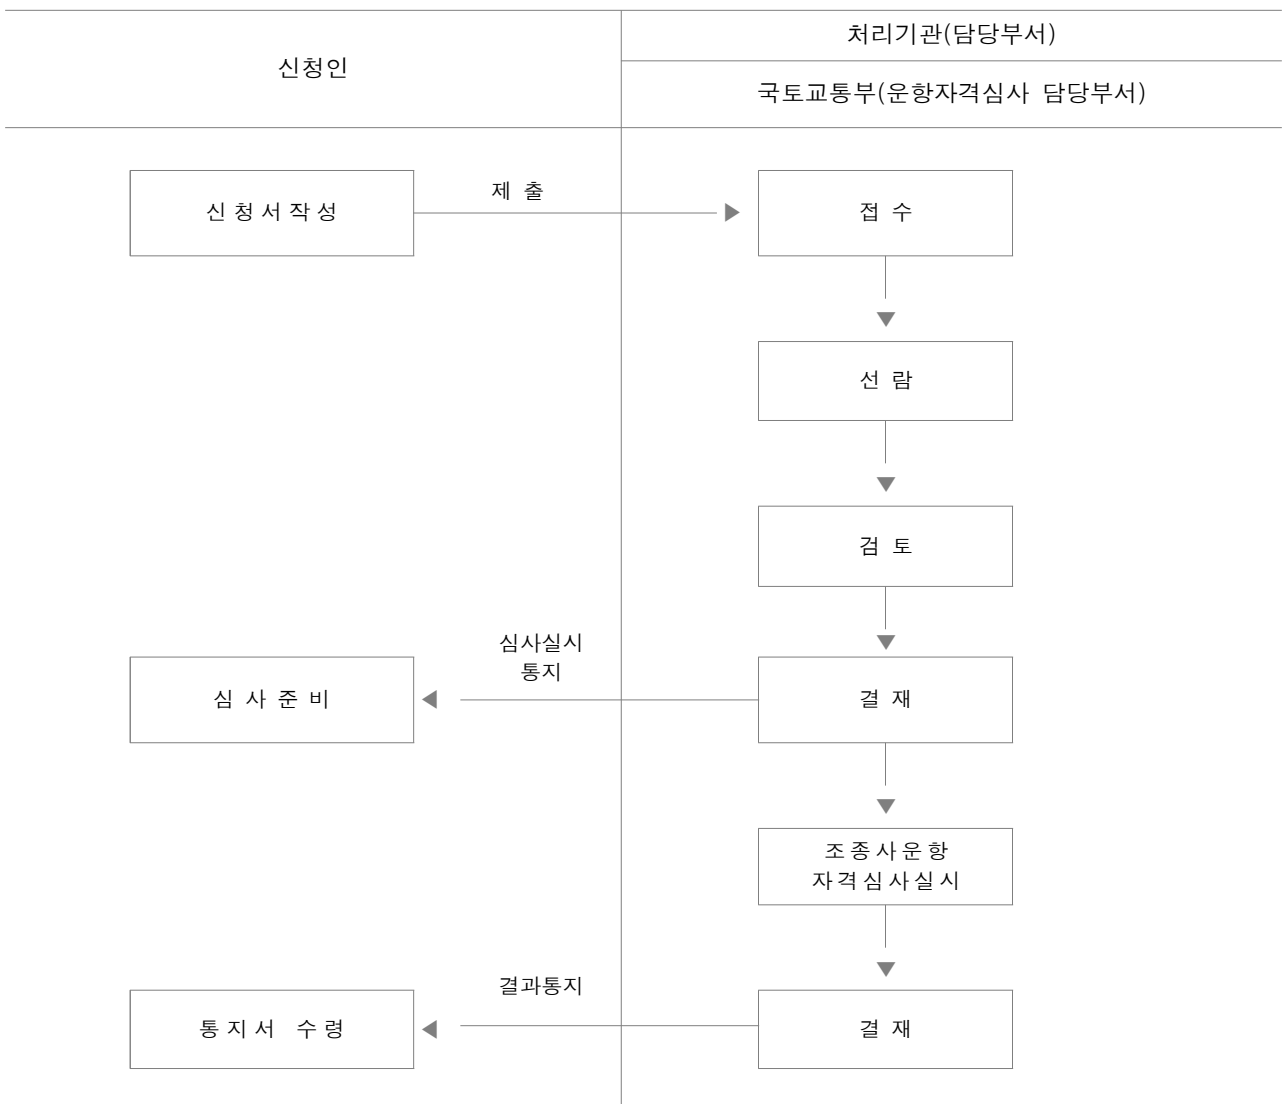 신청인
처리기관(담당부서)
국토교통부(운항자격심사 담당부서)
신청서작성
제 출
접 수
선 람
검 토
심사실시
통지
심 사 준 비
결 재
조종사운항
자격심사실시
결과통지
통지서 수령
결 재